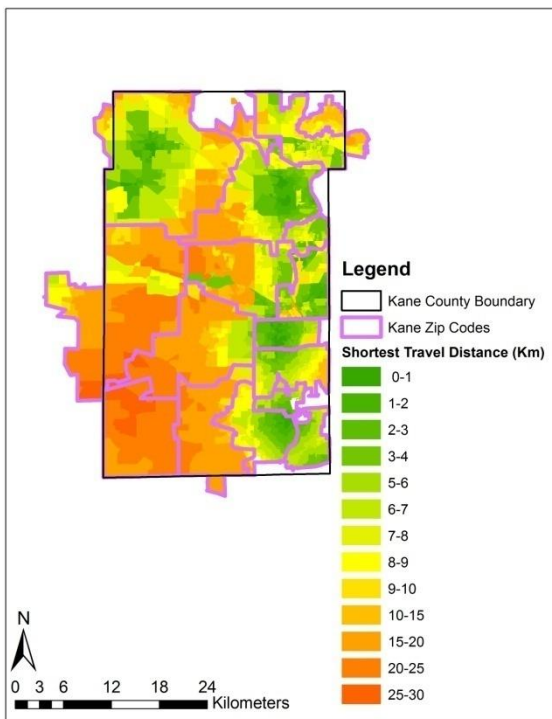 Legend
Kane County Boundary
Kane Zip Codes
Shortest Travel Distance (Km)
0-1
1-2
2-3
3-4
5-6
6-7
7-8
8-9
9-10
10-15
15-20
20-25
25-30
N
0 3 6 12 18 24
Kilometers